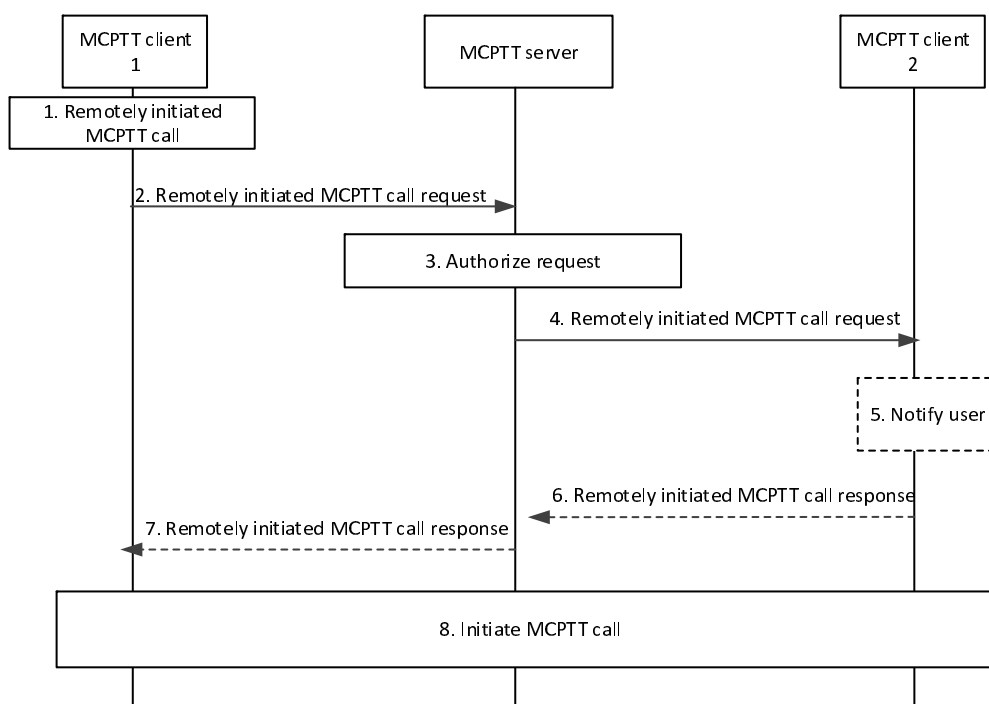 MCPTT client
1
MCPTT server
MCPTT client
2
1. Remotely initiated
MCPTT call
2. Remotely initiated MCPTT call request
3. Authorize request
4. Remotely initiated MCPTT call request
5. Notify user
6. Remotely initiated MCPTT call response
7. Remotely initiated MCPTT call response
8. Initiate MCPTT call